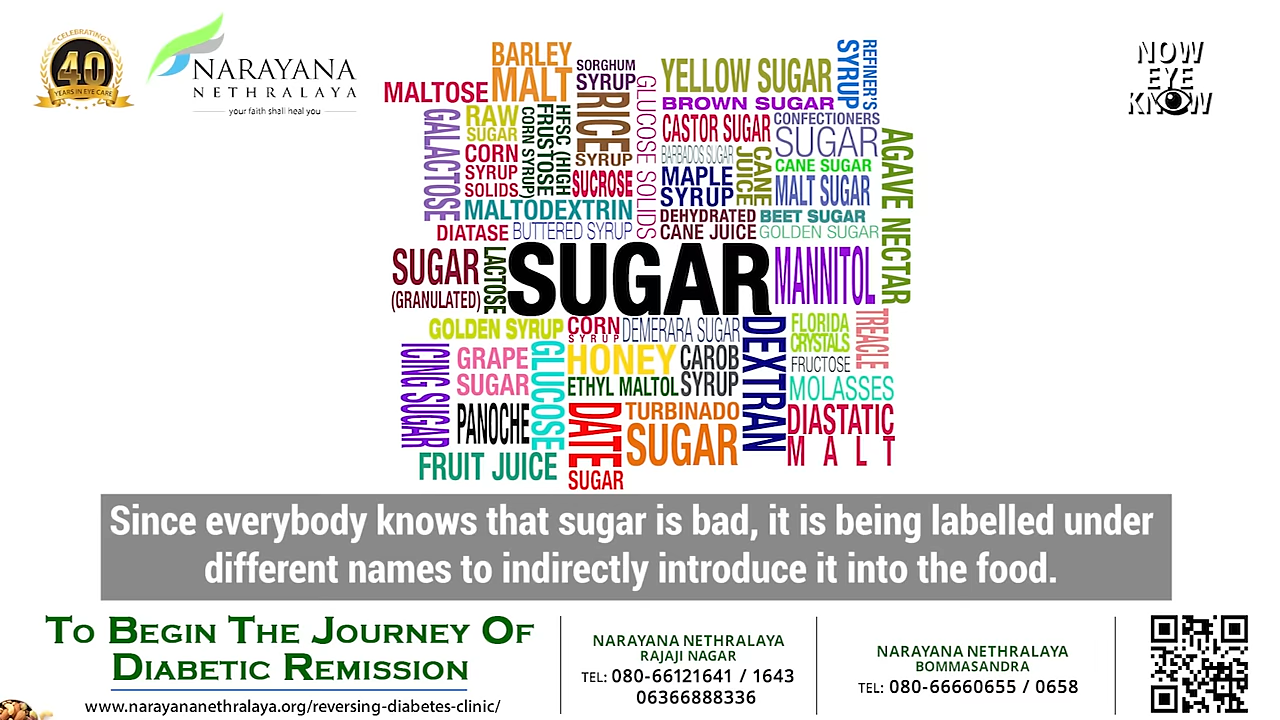 CELEBRATING
40
YEARS IN EYE CARE
NARAYANA
NETHRALAYA
your faith shall heal you
NOW
EYE
KNOW
MALTOSE
BARLEY
MALT
SORGHUM
SYRUP
GLUCOSE SOLIDS
YELLOW SUGAR
SYRUP
REFINER'S
BROWN SUGAR
GALACTOSE
RAW
SUGAR
CORN
SYRUP
SOLIDS
CORN SYRUP)
FRUSTOSE
HFSC (HIGH
RICE
SYRUP
SUCROSE
CASTOR SUGAR
CONFECTIONERS
SUGAR
BARBADOS SUGAR
MAPLE
SYRUP
JUICE
CANE
CANE SUGAR
MALT SUGAR
AGAVE NECTAR
MALTODEXTRIN
DIATASE
BUTTERED SYRUP
DEHYDRATED
CANE JUICE
BEET SUGAR
GOLDEN SUGAR
SUGAR
(GRANULATED)
LACTOSE
SUGAR
MANNITOL
GOLDEN SYRUP
CORN
SYRUP
DEMERARA SUGAR
DEXTRAN
FLORIDA
CRYSTALS
TREACLE
FRUCTOSE
ICING SUGAR
GRAPE
SUGAR
GLUCOSE
HONEY
CAROB
SYRUP
ETHYL MALTOL
MOLASSES
PANOCHE
DATE
SUGAR
TURBINADO
SUGAR
DIASTATIC
MALT
FRUIT JUICE
Since everybody knows that sugar is bad, it is being labelled under
different names to indirectly introduce it into the food.
TO BEGIN THE JOURNEY OF
DIABETIC REMISSION
www.narayananethralaya.org/reversing-diabetes-clinic/
NARAYANA NETHRALAYA
RAJAJI NAGAR
TEL: 080-66121641 / 1643
06366888336
NARAYANA NETHRALAYA
BOMMASANDRA
TEL: 080-66660655 / 0658